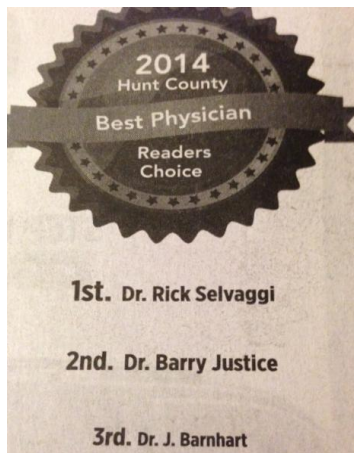 2014
Hunt County
Best Physician
Readers
Choice
1st. Dr. Rick Selvaggi
2nd. Dr. Barry Justice
3rd. Dr. J. Barnhart